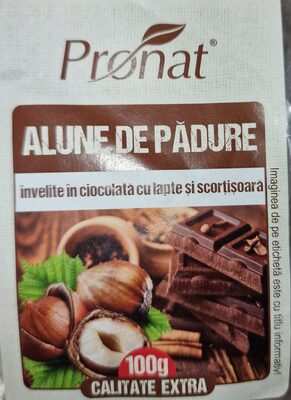 Pronat®
ALUNE DE PĂDURE
învelite în ciocolată cu lapte și scorțișoară
Imaginea de pe etichetă este cu titlu informativ!
100g
CALITATE EXTRA